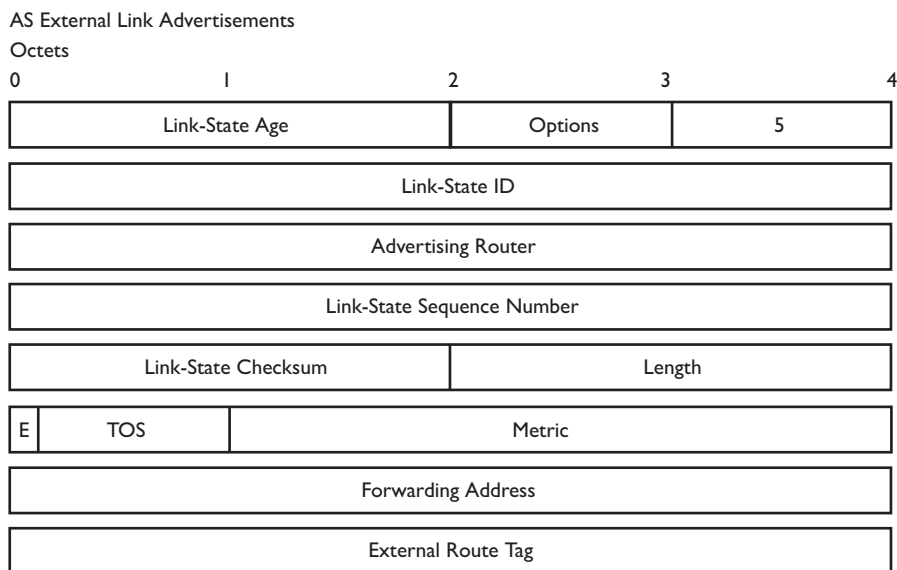 AS External Link Advertisements
Octets
0 1 2 3 4
Link-State Age Options 5
Link-State ID
Advertising Router
Link-State Sequence Number
Link-State Checksum Length
E TOS Metric
Forwarding Address
External Route Tag